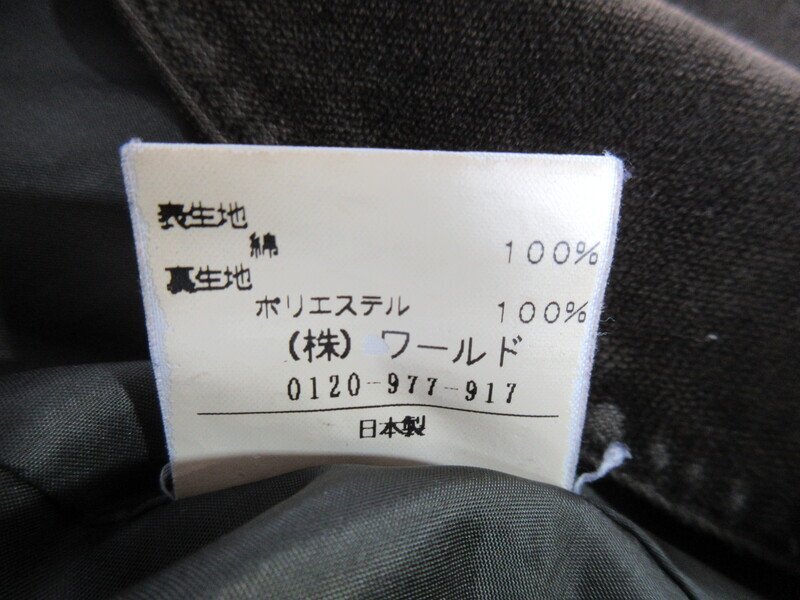 表生地
綿 100%
裏生地
ポリエステル 100%
(株) ワールド
0120-977-917
日本製